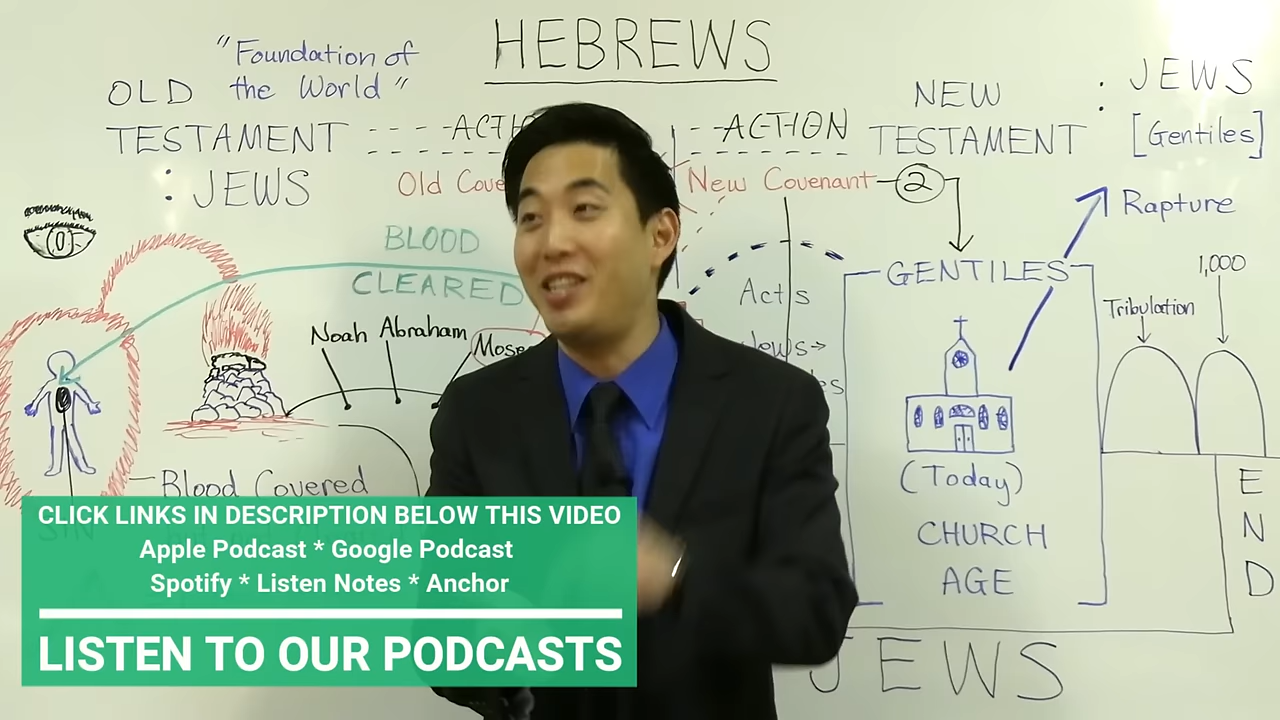 HEBREWS
"Foundation of
the World"
OLD
TESTAMENT
: JEWS
ACTION
NEW
TESTAMENT
: JEWS
[Gentiles]
Old
New Covenant
2
Rapture
BLOOD
CLEARED
GENTILES
1,000
Tribulation
Acts
Noah
Abraham
(Today)
CHURCH
AGE
END
Blood Covered
JEWS
CLICK LINKS IN DESCRIPTION BELOW THIS VIDEO
Apple Podcast * Google Podcast
Spotify * Listen Notes * Anchor
LISTEN TO OUR PODCASTS